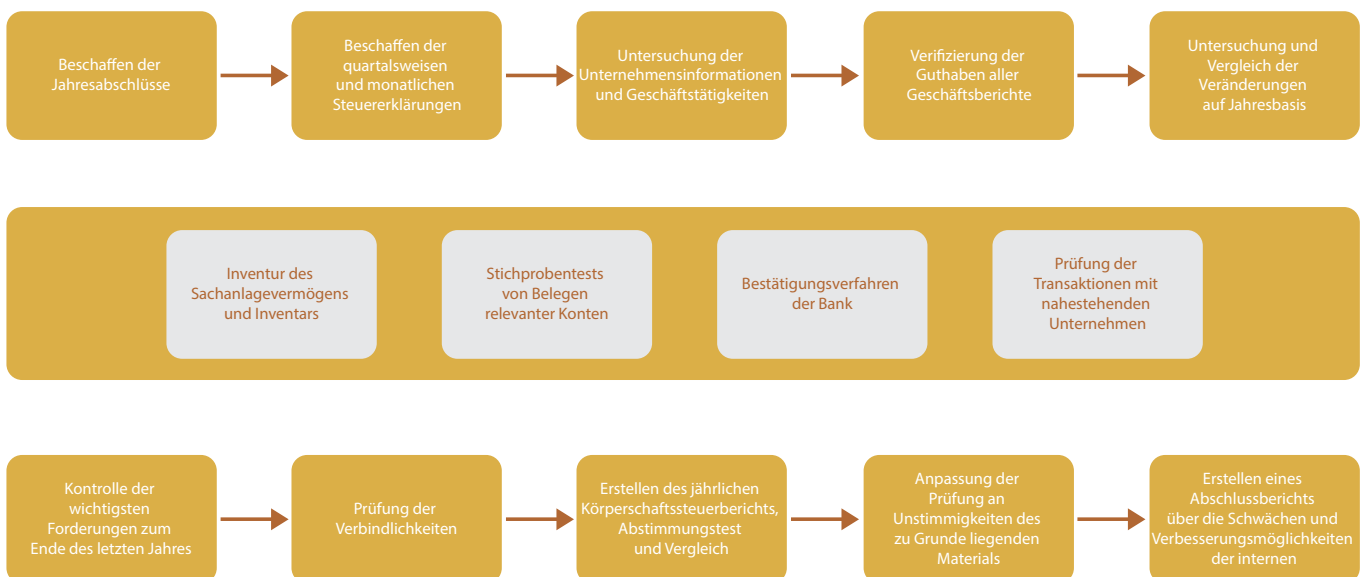 Beschaffen der
Jahresabschlüsse
Beschaffen der
quartalsweisen
und monatlichen
Steuererklärungen
Untersuchung der
Unternehmensinformationen
und Geschäftstätigkeiten
Verifizierung der
Guthaben aller
Geschäftsberichte
Untersuchung und
Vergleich der
Veränderungen
auf Jahresbasis
Inventur des
Sachanlagevermögens
und Inventars
Stichprobentests
von Belegen
relevanter Konten
Bestätigungsverfahren
der Bank
Prüfung der
Transaktionen mit
nahestehenden
Unternehmen
Kontrolle der
wichtigsten
Forderungen zum
Ende des letzten Jahres
Prüfung der
Verbindlichkeiten
Erstellen des jährlichen
Körperschaftssteuerberichts,
Abstimmungstest
und Vergleich
Anpassung der
Prüfung an
Unstimmigkeiten des
zu Grunde liegenden
Materials
Erstellen eines
Abschlussberichts
über die Schwächen und
Verbesserungsmöglichkeiten
der internen